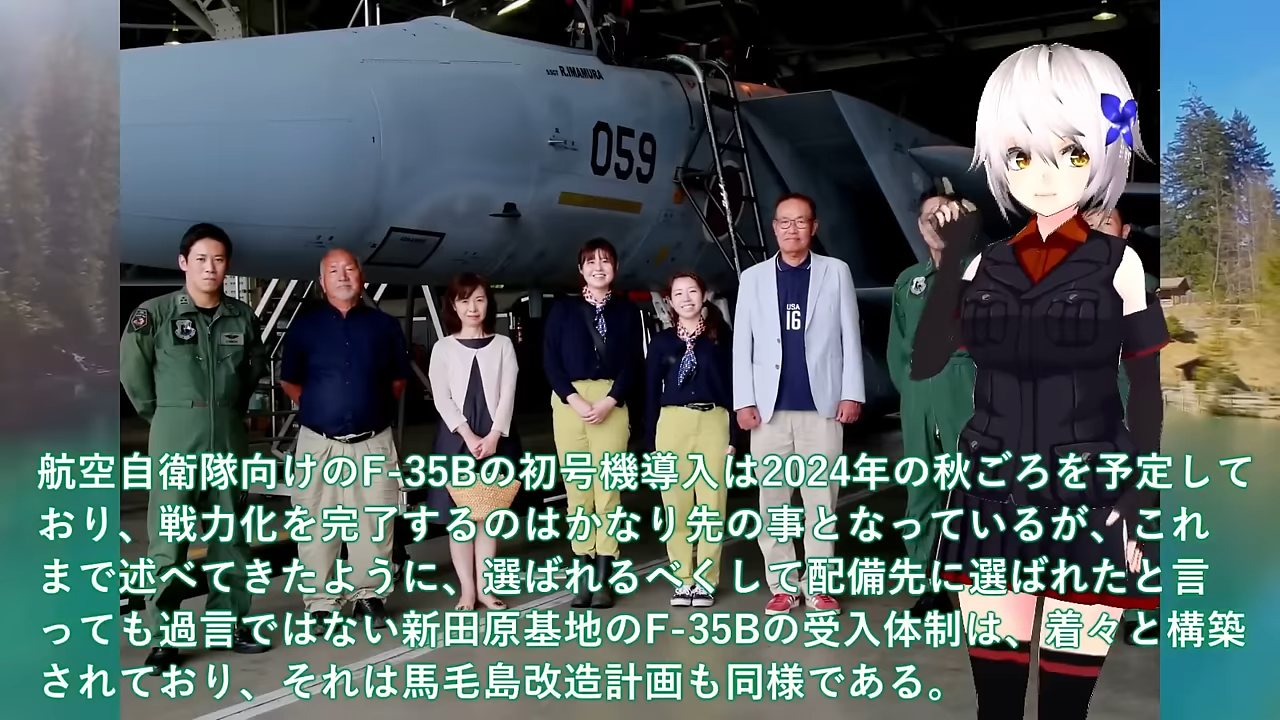 SSGT R.IMAMURA
059
USA
16
航空自衛隊向けのF-35Bの初号機導入は2024年の秋ごろを予定して
おり、戦力化を完了するのはかなり先の事となっているが、これ
まで述べてきたように、選ばれるべくして配備先に選ばれたと言
っても過言ではない新田原基地のF-35Bの受入体制は、着々と構築
されており、それは馬毛島改造計画も同様である。